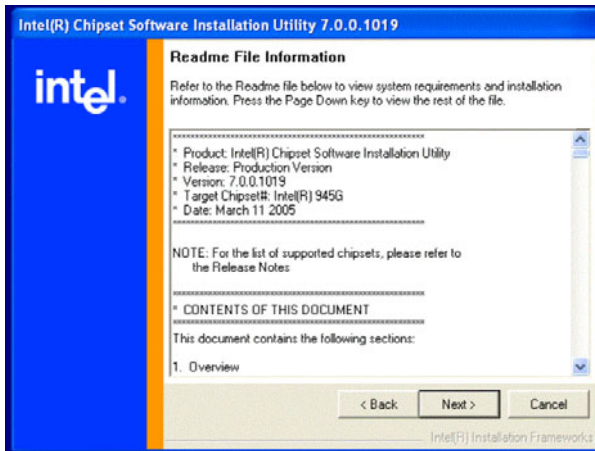 Intel(R) Chipset Software Installation Utility 7.0.0.1019
intel.
Readme File Information
Refer to the Readme file below to view system requirements and installation
information. Press the Page Down key to view the rest of the file.
* Product: Intel(R) Chipset Software Installation Utility
* Release: Production Version
* Version: 7.0.0.1019
* Target Chipset#: Intel(R) 945G
* Date: March 11 2005
NOTE: For the list of supported chipsets, please refer to
the Release Notes
* CONTENTS OF THIS DOCUMENT
This document contains the following sections:
1. Overview
< Back
Next >
Cancel
Intel(R) Installation Frameworks